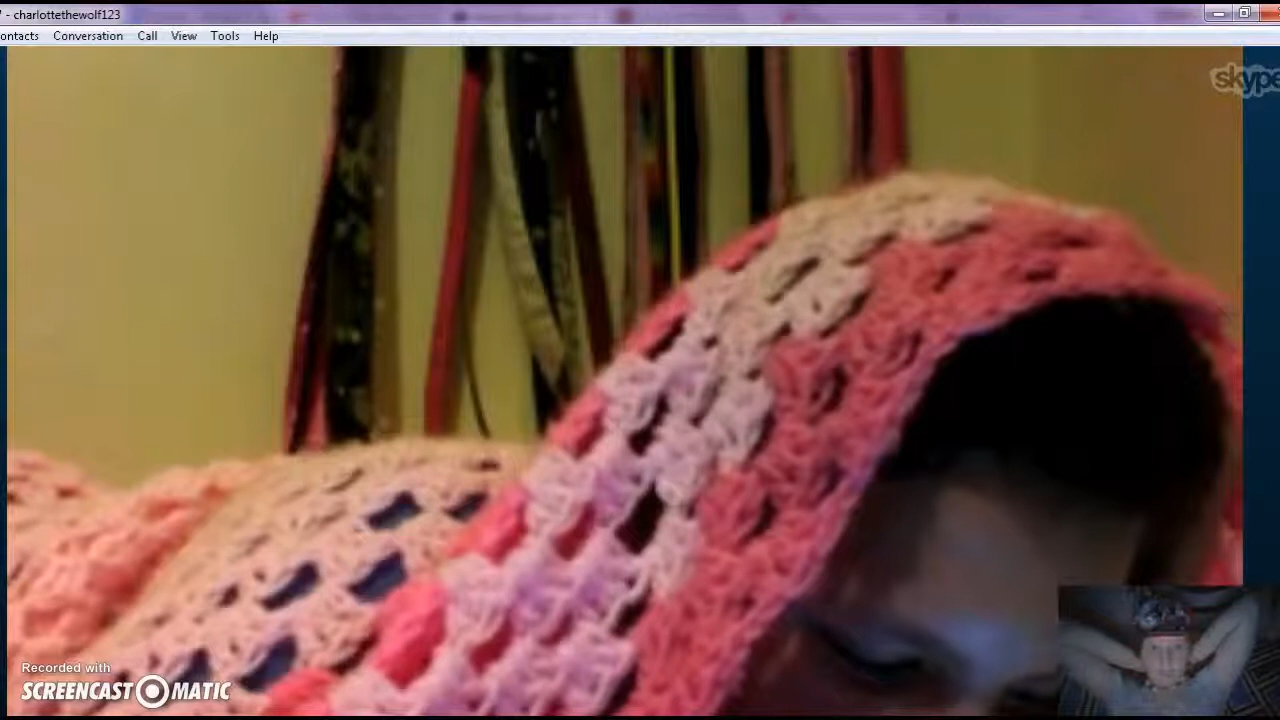 - charlottethewolf123
ontacts Conversation Call View Tools Help
skype
Recorded with
SCREENCAST MATIC